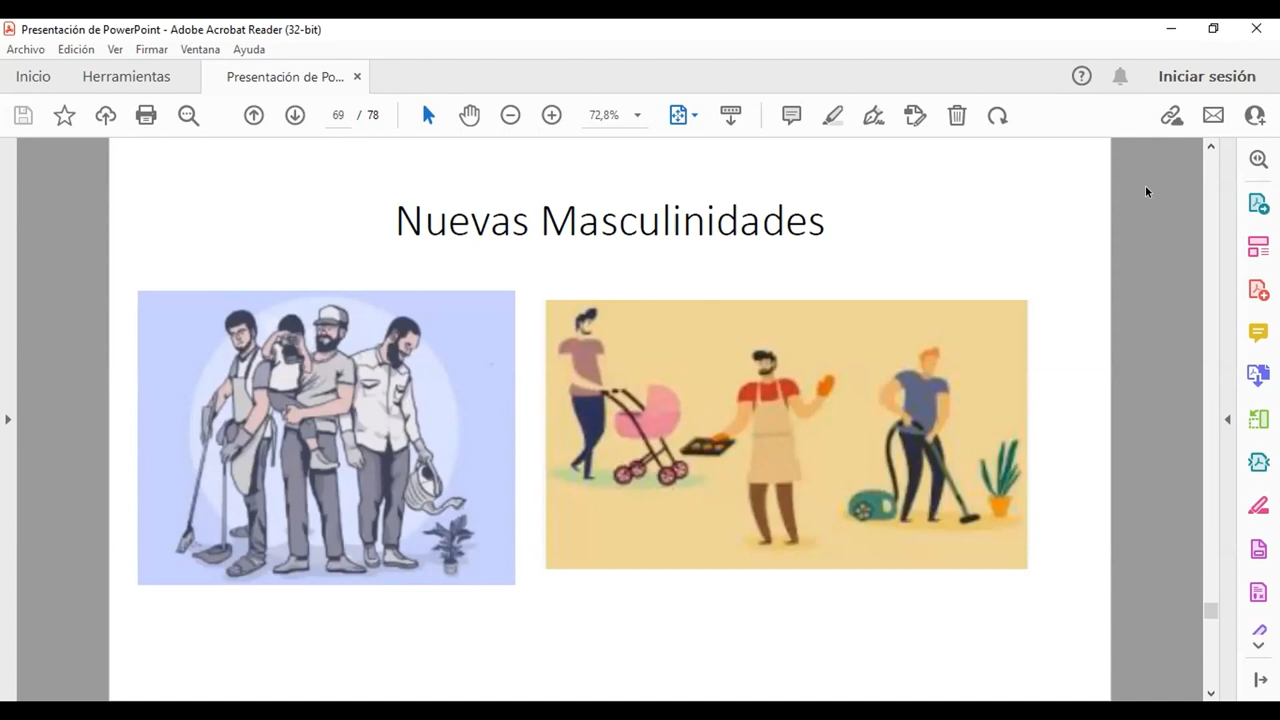 Presentación de PowerPoint - Adobe Acrobat Reader (32-bit)
Archivo Edición Ver Firmar Ventana Ayuda
Inicio Herramientas Presentación de Po... Iniciar sesión
69 / 78 72,8%
Nuevas Masculinidades